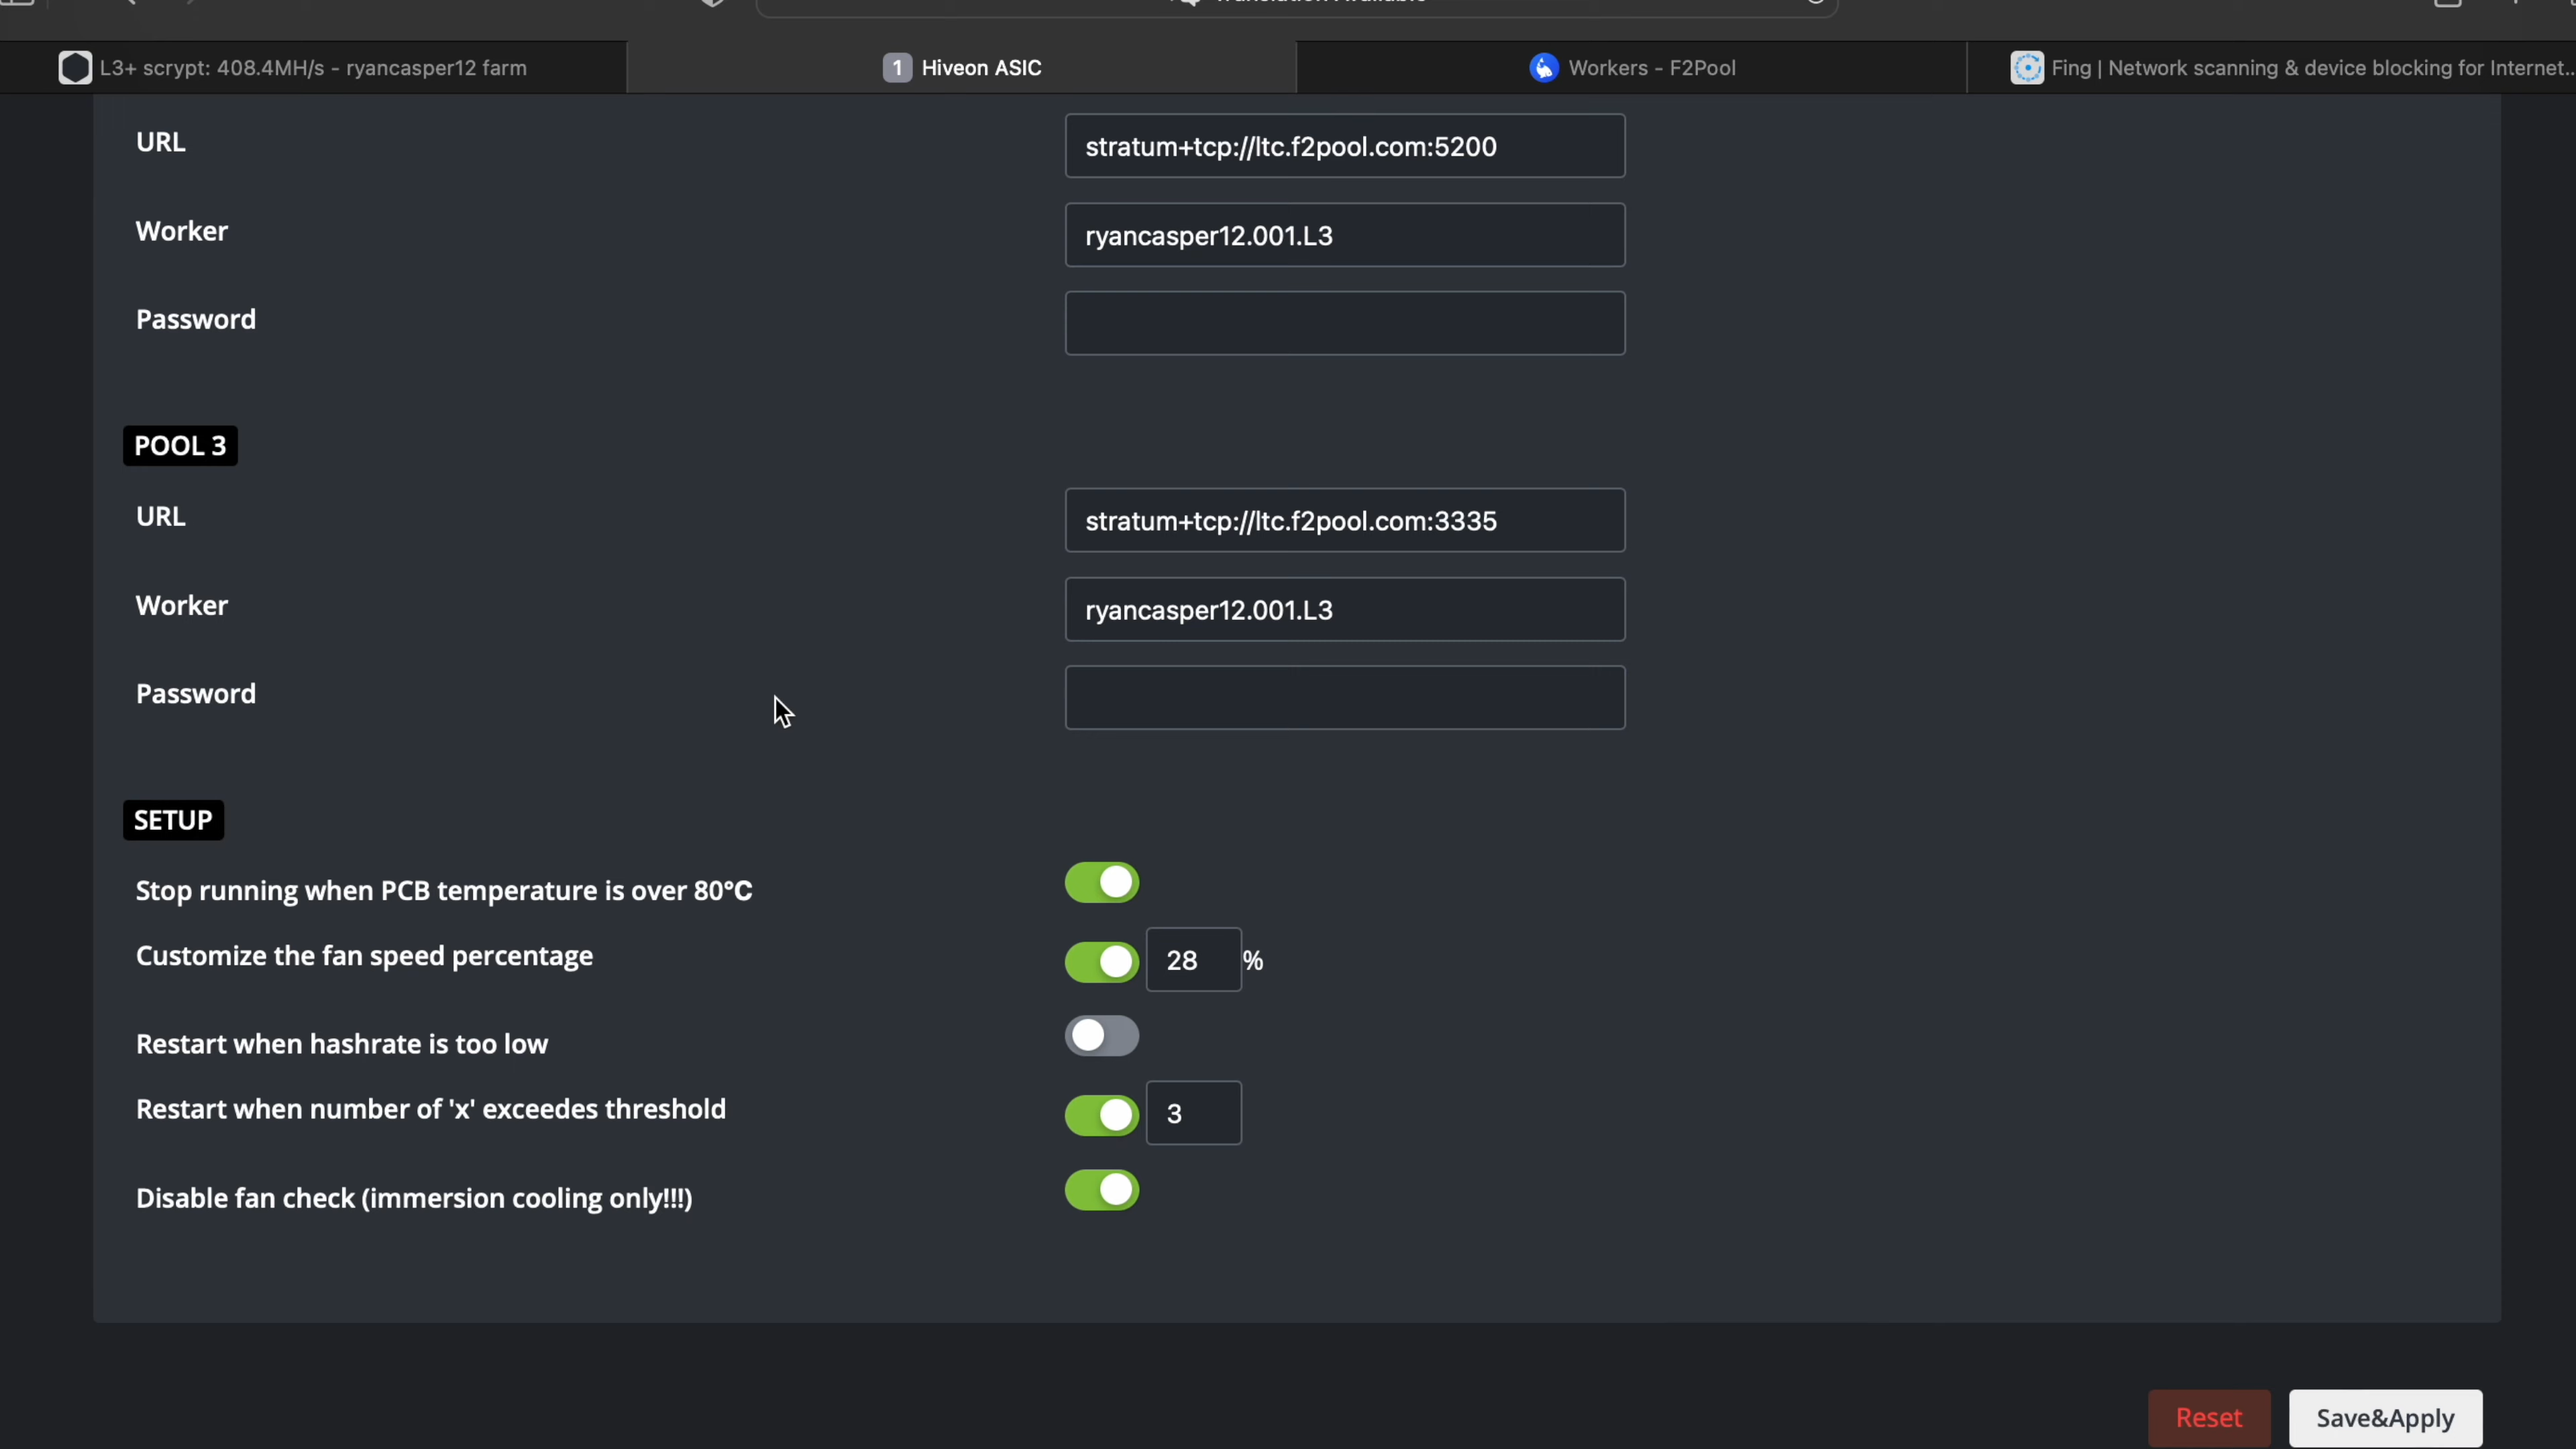 L3+ scrypt: 408.4MH/s - ryancasper12 farm
1 Hiveon ASIC
Workers - F2Pool
Fing | Network scanning & device blocking for Internet...
URL
stratum+tcp://ltc.f2pool.com:5200
Worker
ryancasper12.001.L3
Password
POOL 3
URL
stratum+tcp://ltc.f2pool.com:3335
Worker
ryancasper12.001.L3
Password
SETUP
Stop running when PCB temperature is over 80°C
Customize the fan speed percentage
28 %
Restart when hashrate is too low
Restart when number of 'x' exceedes threshold
3
Disable fan check (immersion cooling only!!!)
Reset
Save&Apply